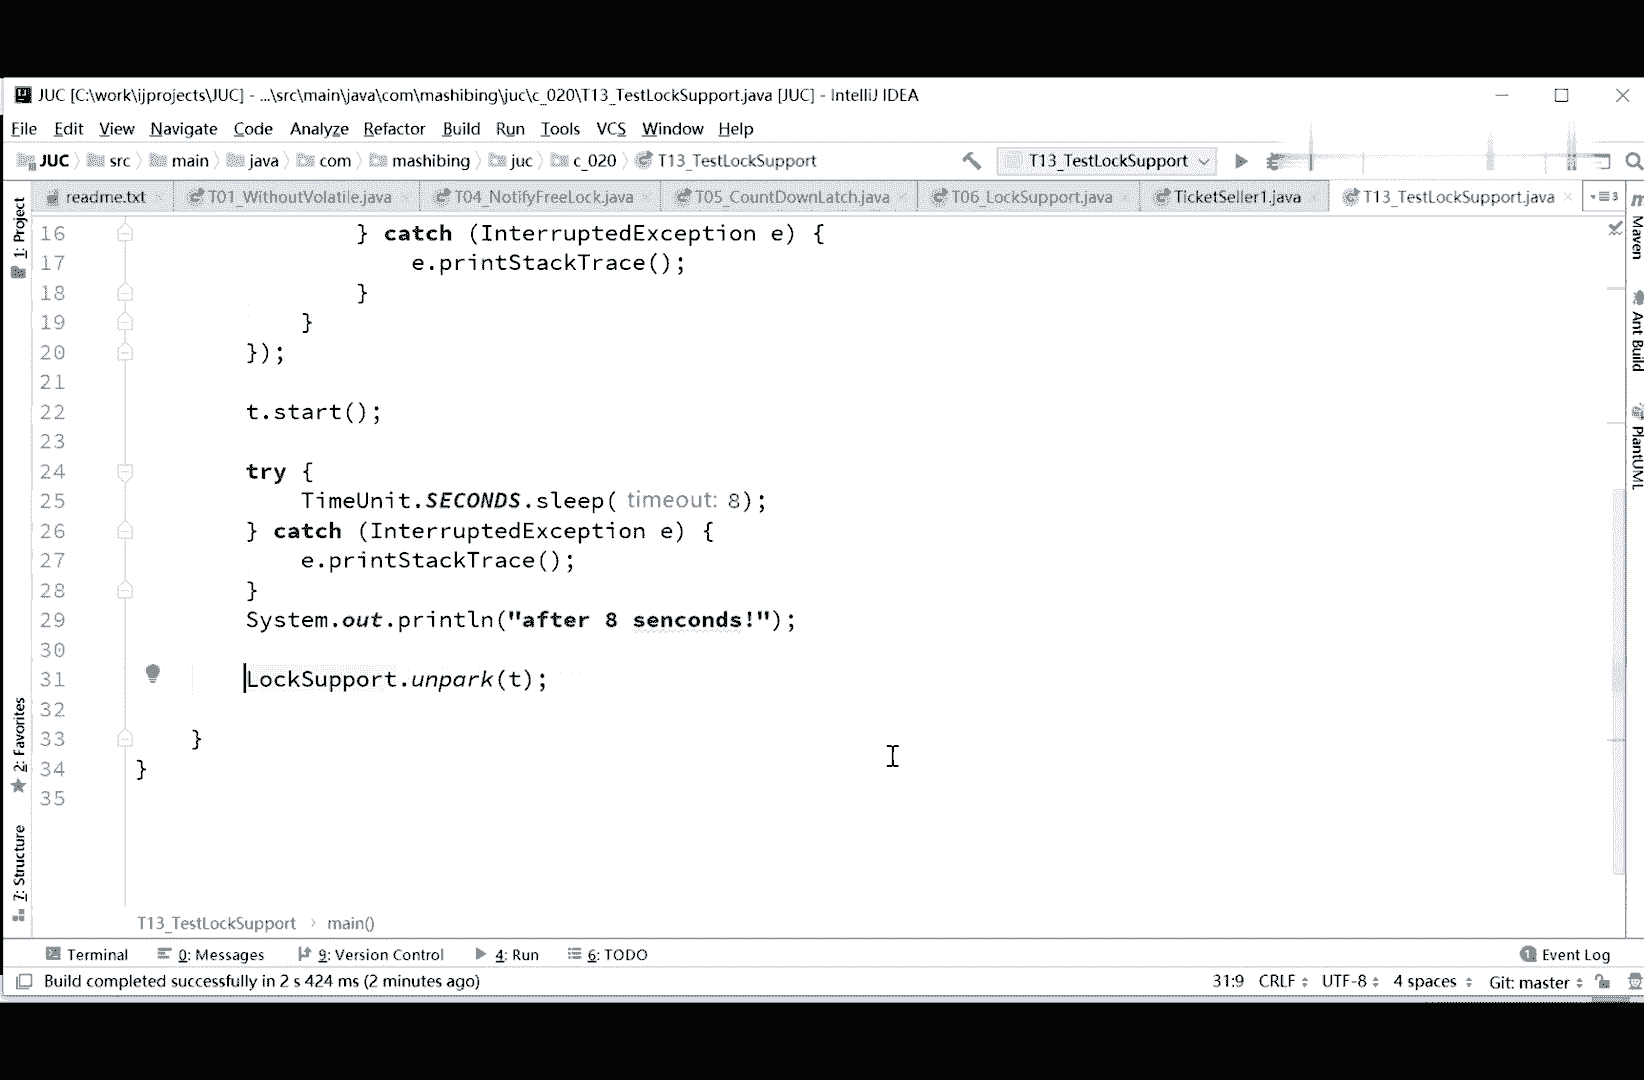 JUC [C:\work\ijprojects\JUC] - ...\src\main\java\com\mashibing\juc\c_020\T13_TestLockSupport.java [JUC] - IntelliJ IDEA
File Edit View Navigate Code Analyze Refactor Build Run Tools VCS Window Help
JUC src main java com mashibing juc c_020 T13_TestLockSupport T13_TestLockSupport
readme.txt T01_WithoutVolatile.java T04_NotifyFreeLock.java T05_CountDownLatch.java T06_LockSupport.java TicketSeller1.java T13_TestLockSupport.java
1: Project
2: Favorites
7: Structure
16 } catch (InterruptedException e) {
17 e.printStackTrace();
18 }
19 }
20 });
21
22 t.start();
23
24 try {
25 TimeUnit.SECONDS.sleep( timeout: 8);
26 } catch (InterruptedException e) {
27 e.printStackTrace();
28 }
29 System.out.println("after 8 senconds!");
30
31 LockSupport.unpark(t);
32
33 }
34 }
35
Maven
Ant Build
PlantUML
T13_TestLockSupport › main()
Terminal 0: Messages 9: Version Control 4: Run 6: TODO 1 Event Log
Build completed successfully in 2 s 424 ms (2 minutes ago) 31:9 CRLF UTF-8 4 spaces Git: master